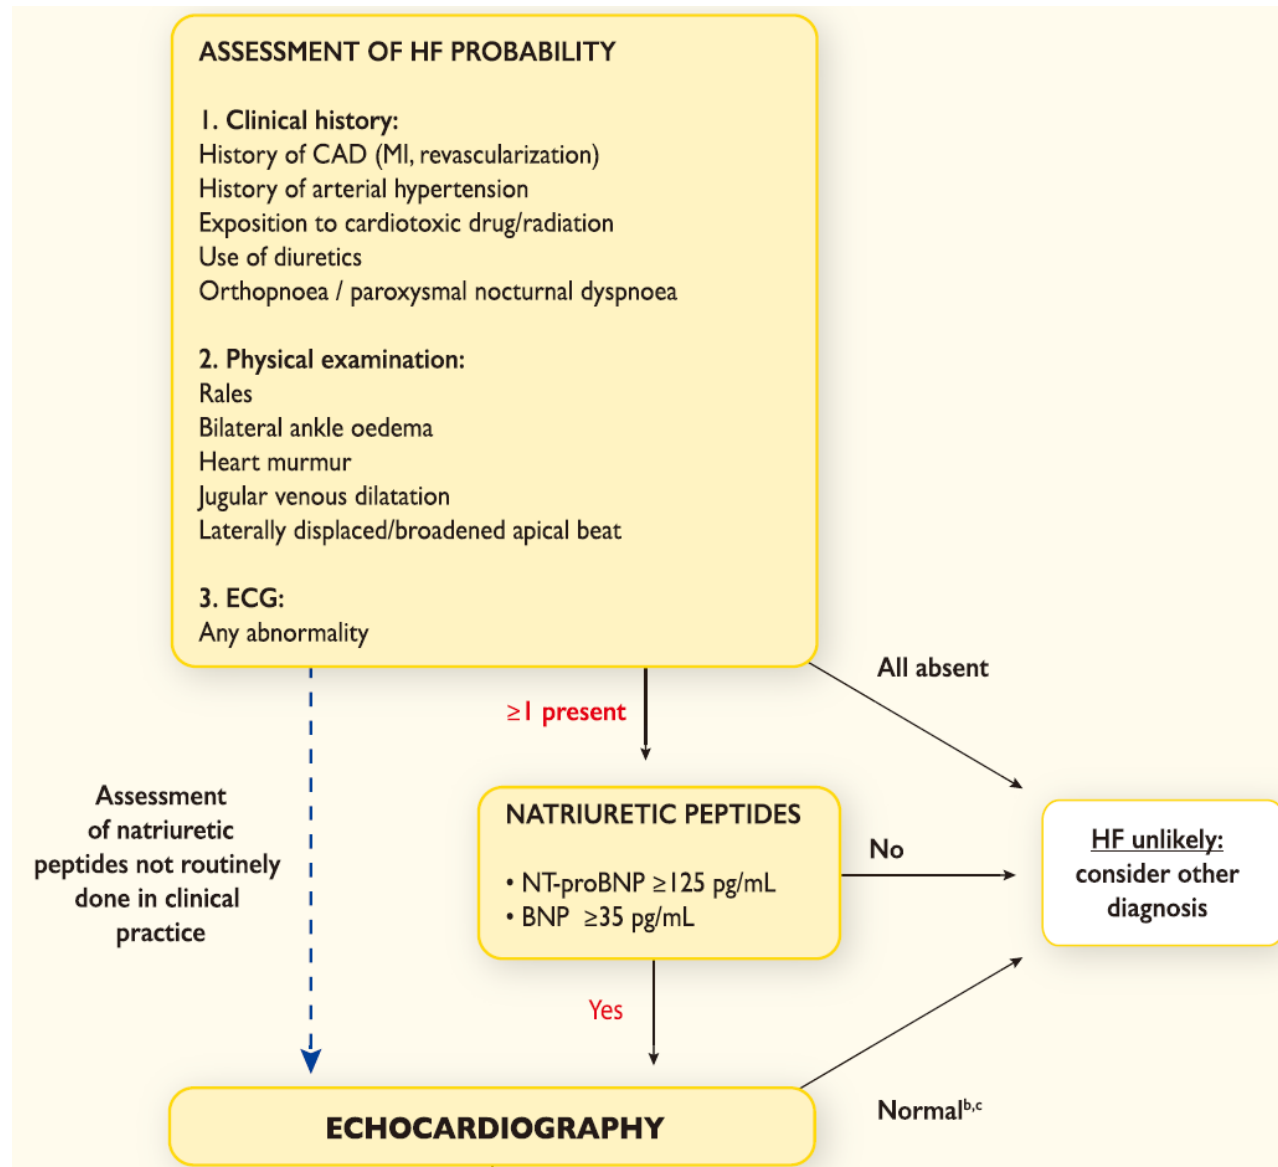 ASSESSMENT OF HF PROBABILITY
1. Clinical history:
History of CAD (MI, revascularization)
History of arterial hypertension
Exposition to cardiotoxic drug/radiation
Use of diuretics
Orthopnoea / paroxysmal nocturnal dyspnoea
2. Physical examination:
Rales
Bilateral ankle oedema
Heart murmur
Jugular venous dilatation
Laterally displaced/broadened apical beat
3. ECG:
Any abnormality
All absent
≥1 present
Assessment
of natriuretic
peptides not routinely
done in clinical
practice
NATRIURETIC PEPTIDES
• NT-proBNP ≥125 pg/mL
• BNP ≥35 pg/mL
No
HF unlikely:
consider other
diagnosis
Yes
Normalb,c
ECHOCARDIOGRAPHY